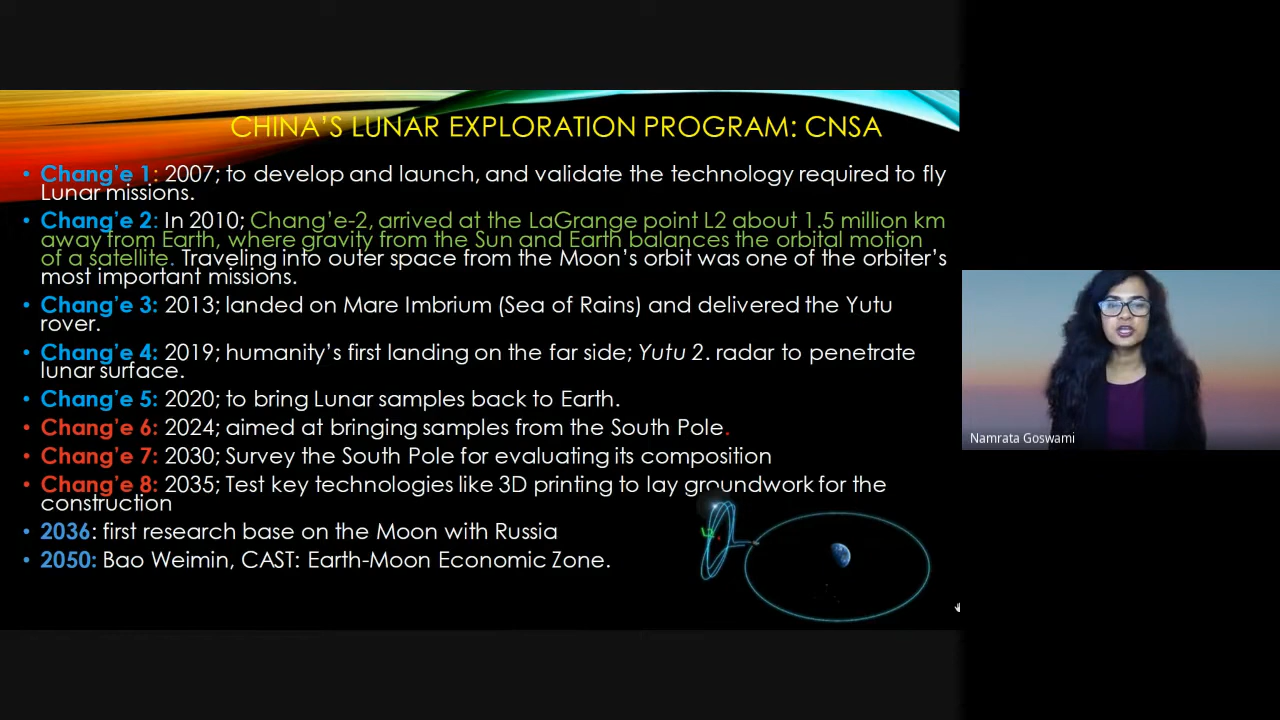 CHINA'S LUNAR EXPLORATION PROGRAM: CNSA
• Chang'e 1: 2007; to develop and launch, and validate the technology required to fly
Lunar missions.
• Chang'e 2: In 2010; Chang'e-2, arrived at the LaGrange point L2 about 1.5 million km
away from Earth, where gravity from the Sun and Earth balances the orbital motion
of a satellite. Traveling into outer space from the Moon's orbit was one of the orbiter's
most important missions.
• Chang'e 3: 2013; landed on Mare Imbrium (Sea of Rains) and delivered the Yutu
rover.
• Chang'e 4: 2019; humanity's first landing on the far side; Yutu 2. radar to penetrate
lunar surface.
• Chang'e 5: 2020; to bring Lunar samples back to Earth.
• Chang'e 6: 2024; aimed at bringing samples from the South Pole.
• Chang'e 7: 2030; Survey the South Pole for evaluating its composition
• Chang'e 8: 2035; Test key technologies like 3D printing to lay groundwork for the
construction
• 2036: first research base on the Moon with Russia
• 2050: Bao Weimin, CAST: Earth-Moon Economic Zone.
L2
Namrata Goswami